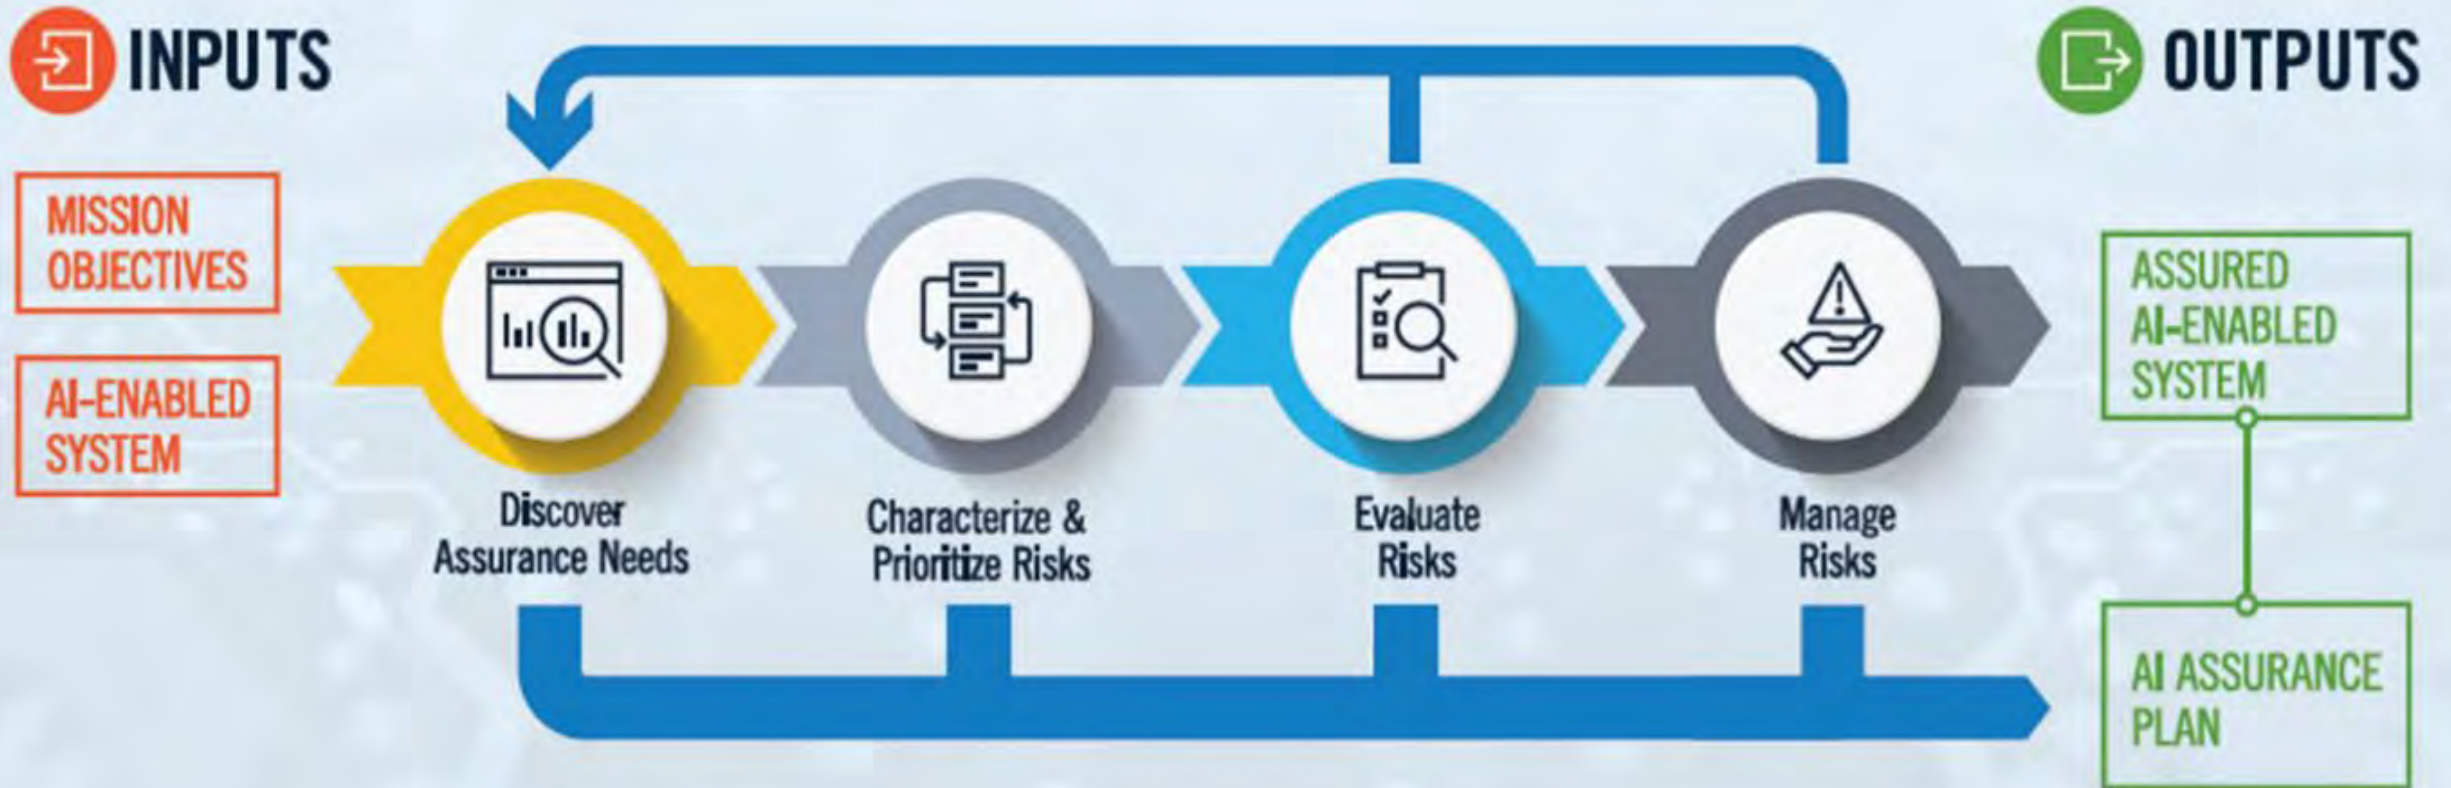 INPUTS
OUTPUTS
MISSION
OBJECTIVES
AI-ENABLED
SYSTEM
Discover
Assurance Needs
Characterize &
Prioritize Risks
Evaluate
Risks
Manage
Risks
ASSURED
AI-ENABLED
SYSTEM
AI ASSURANCE
PLAN